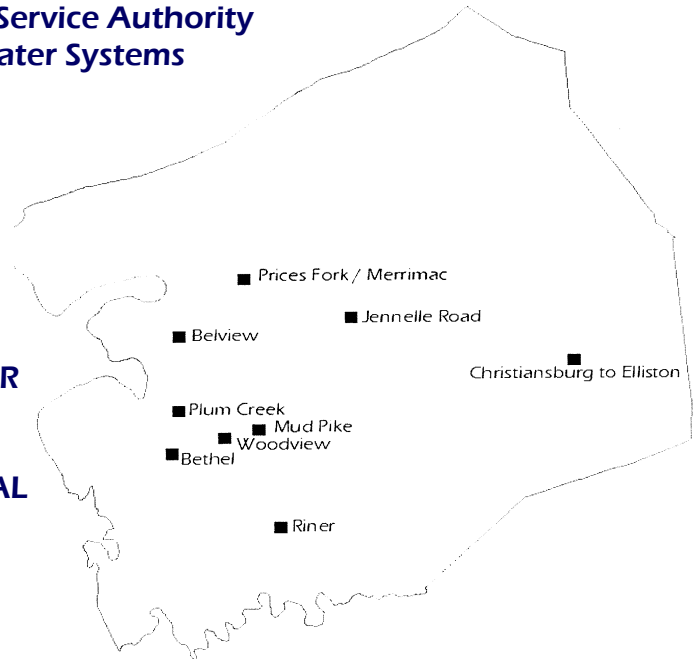 Service Authority
ater Systems
Prices Fork / Merrimac
Jennelle Road
Belview
Christiansburg to Elliston
R
Plum Creek
Mud Pike
Woodview
Bethel
AL
Riner